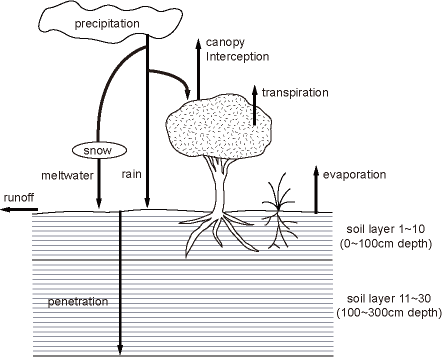 precipitation
canopy
Interception
transpiration
snow
meltwater
rain
evaporation
runoff
soil layer 1~10
(0~100cm depth)
penetration
soil layer 11~30
(100~300cm depth)